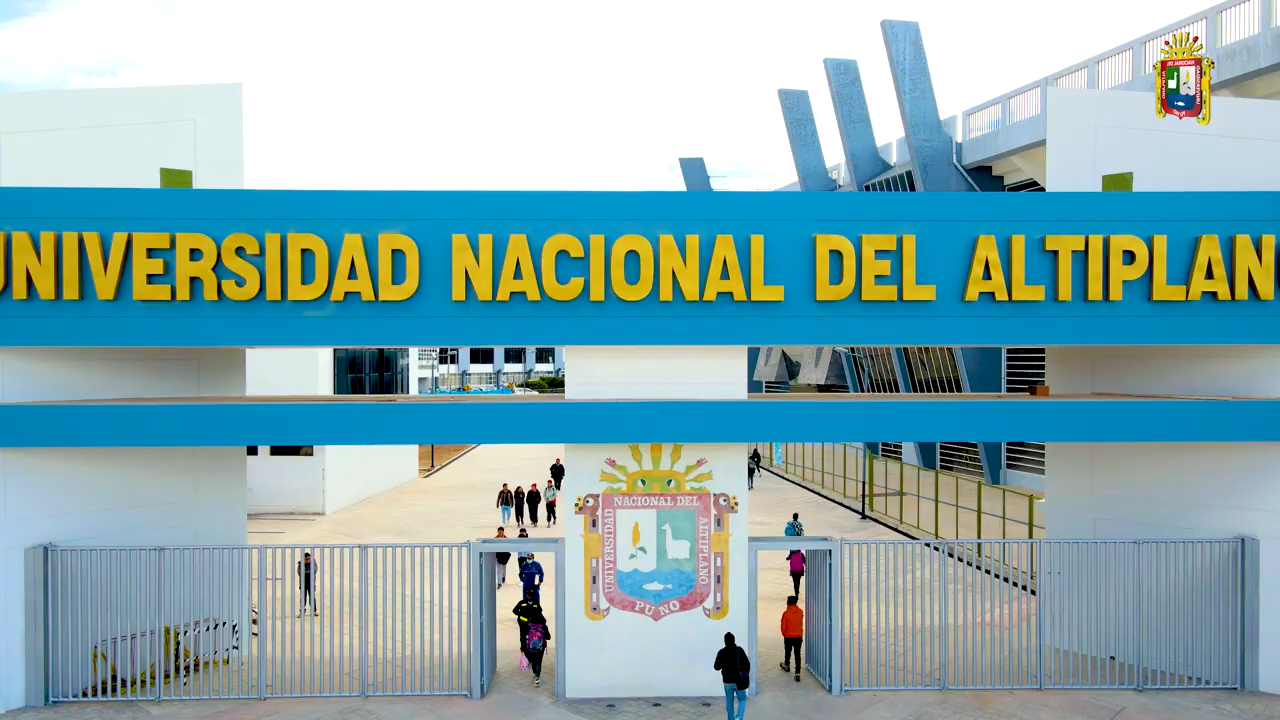 UNIVERSIDAD NACIONAL DEL ALTIPLANO
NACIONAL DEL
UNIVERSIDAD
ALTIPLANO
PUNO